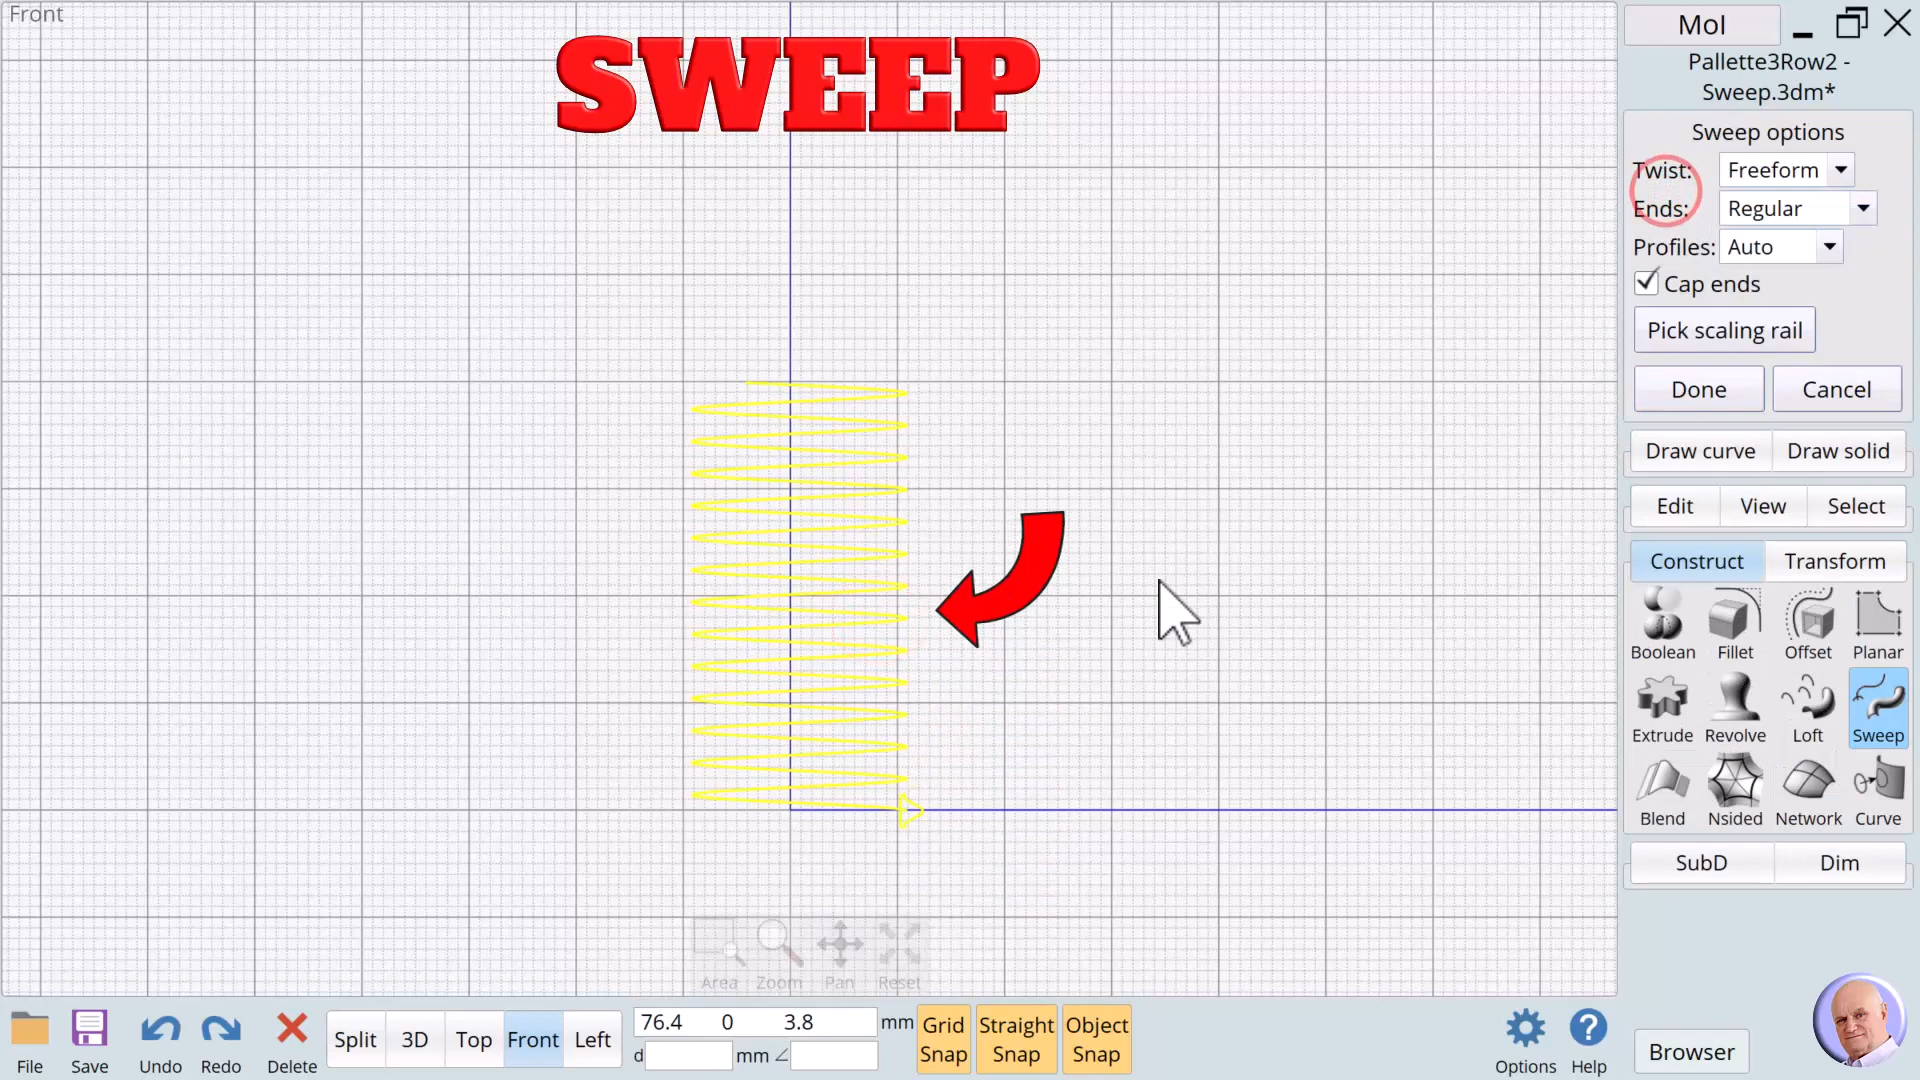 Front
SWEEP
MoI
Pallette3Row2 -
Sweep.3dm*
Sweep options
Twist: Freeform
Ends: Regular
Profiles: Auto
Cap ends
Pick scaling rail
Done Cancel
Draw curve Draw solid
Edit View Select
Construct Transform
Boolean Fillet Offset Planar
Extrude Revolve Loft Sweep
Blend Nsided Network Curve
SubD Dim
Area Zoom Pan Reset
File Save Undo Redo Delete
Split 3D Top Front Left
76.4 0 3.8 mm
d mm ∠
Grid Snap
Straight Snap
Object Snap
Options Help
Browser